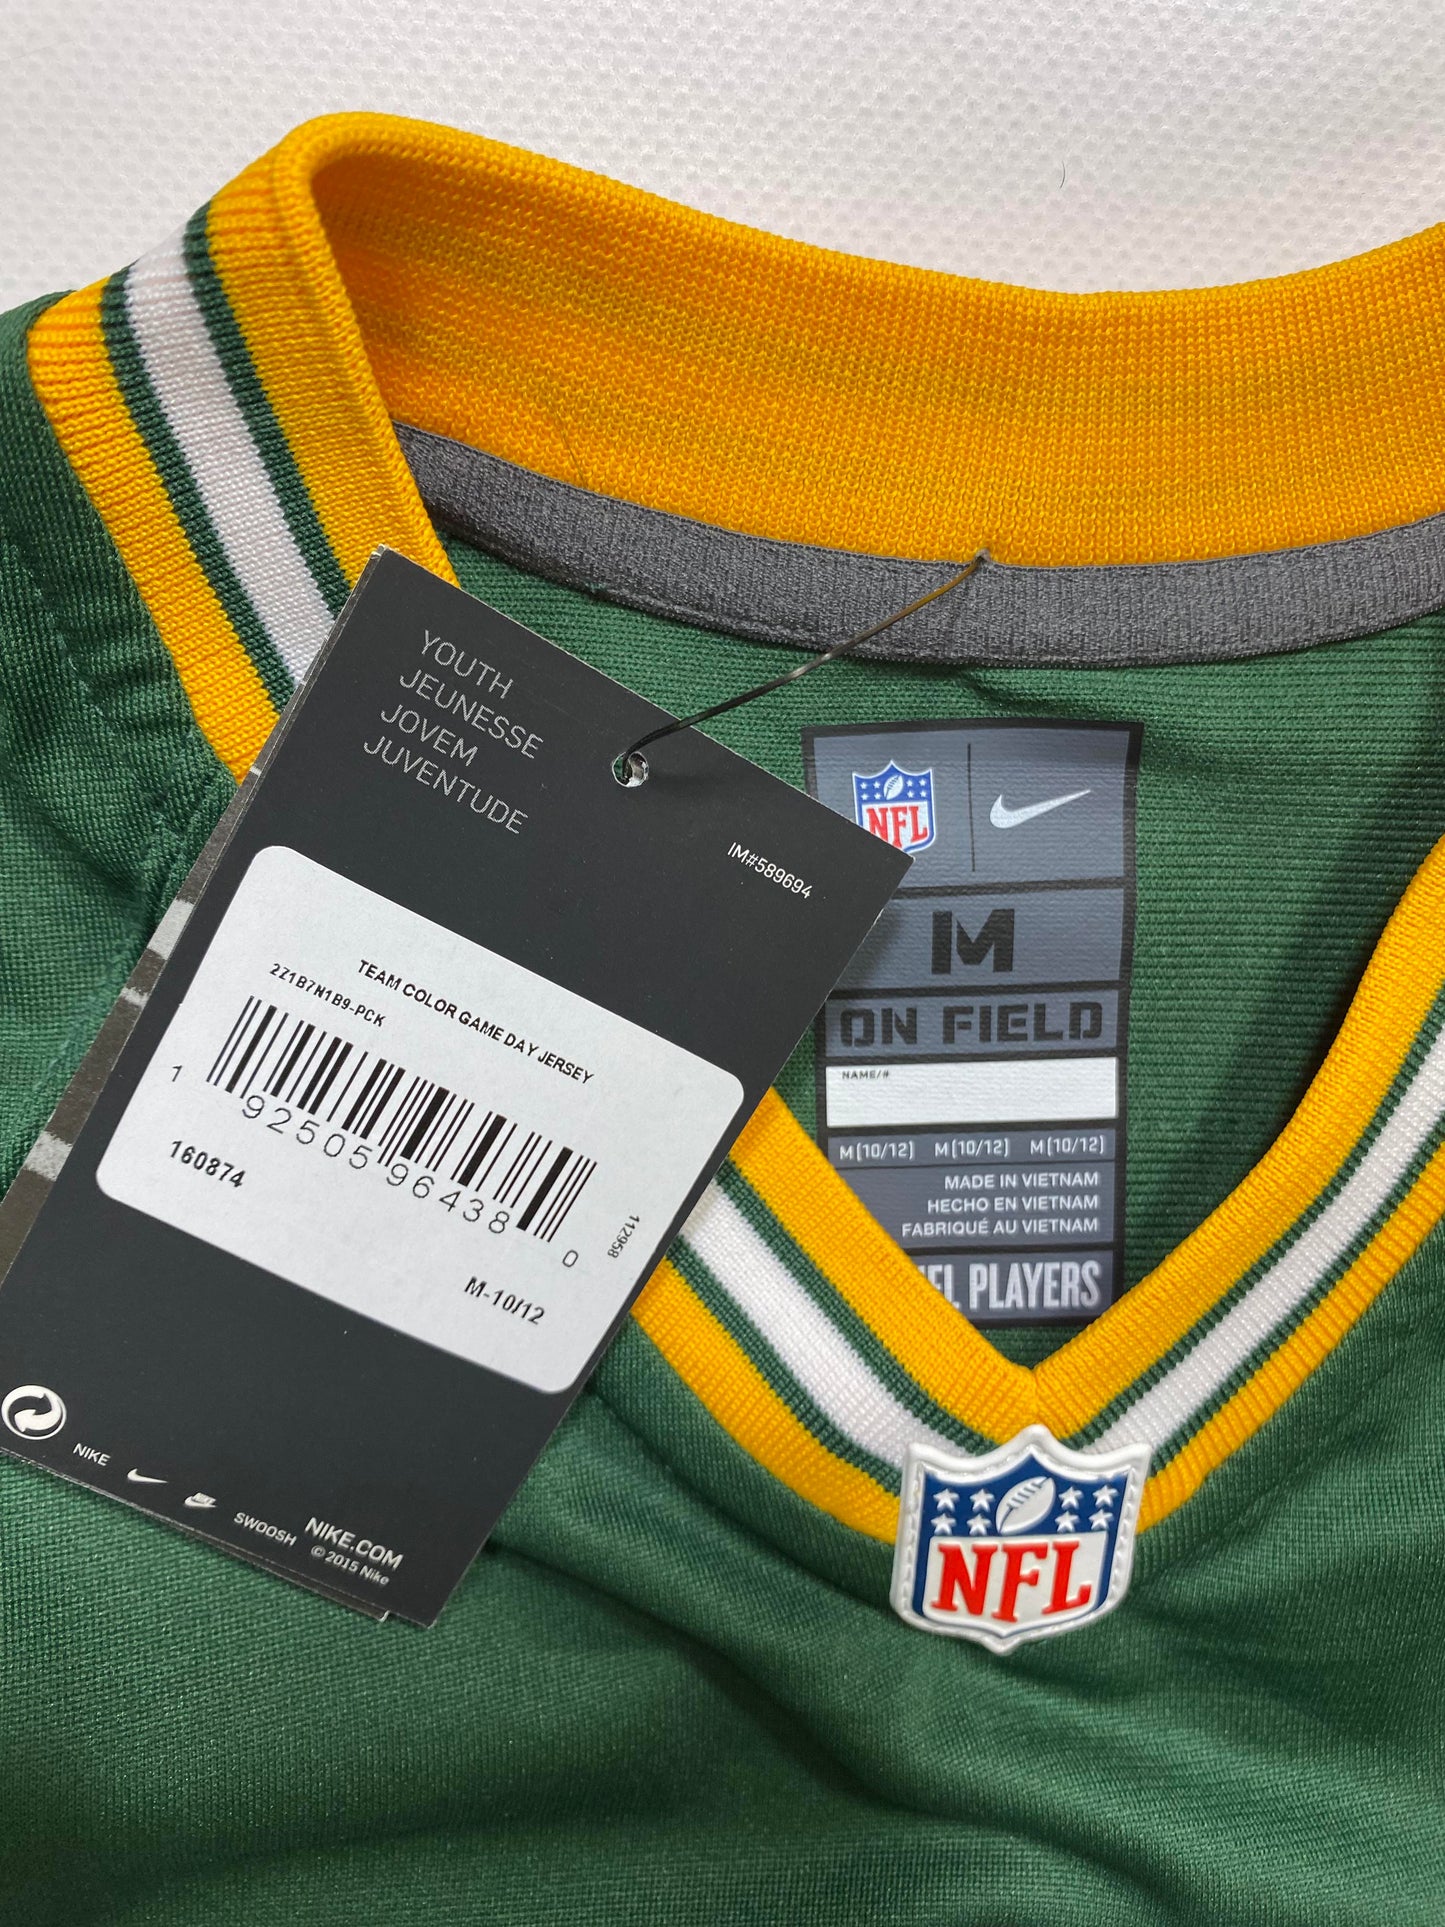 YOUTH
JEUNESSE
JOVEM
JUVENTUDE
IM#589694
TEAM COLOR GAME DAY JERSEY
2Z1B7N1B9-PCK
1 92505 96438 0
160874
112958
M-10/12
NIKE
SWOOSH
NIKE.COM
© 2015 Nike
NFL
M
ON FIELD
NAME/#
M(10/12) M(10/12) M(10/12)
MADE IN VIETNAM
HECHO EN VIETNAM
FABRIQUÉ AU VIETNAM
PLAYERS
NFL